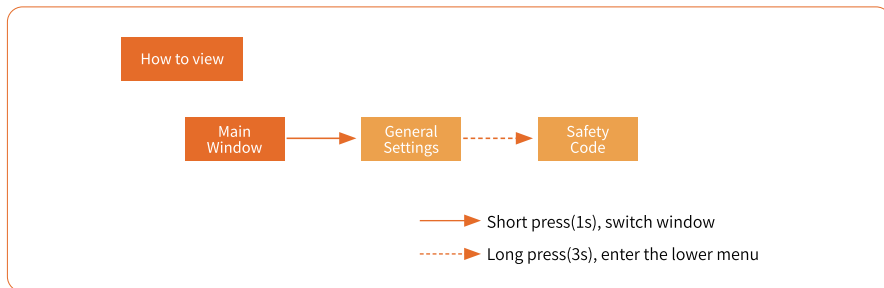 How to view
Main
Window
General
Settings
Safety
Code
Short press(1s), switch window
Long press(3s), enter the lower menu